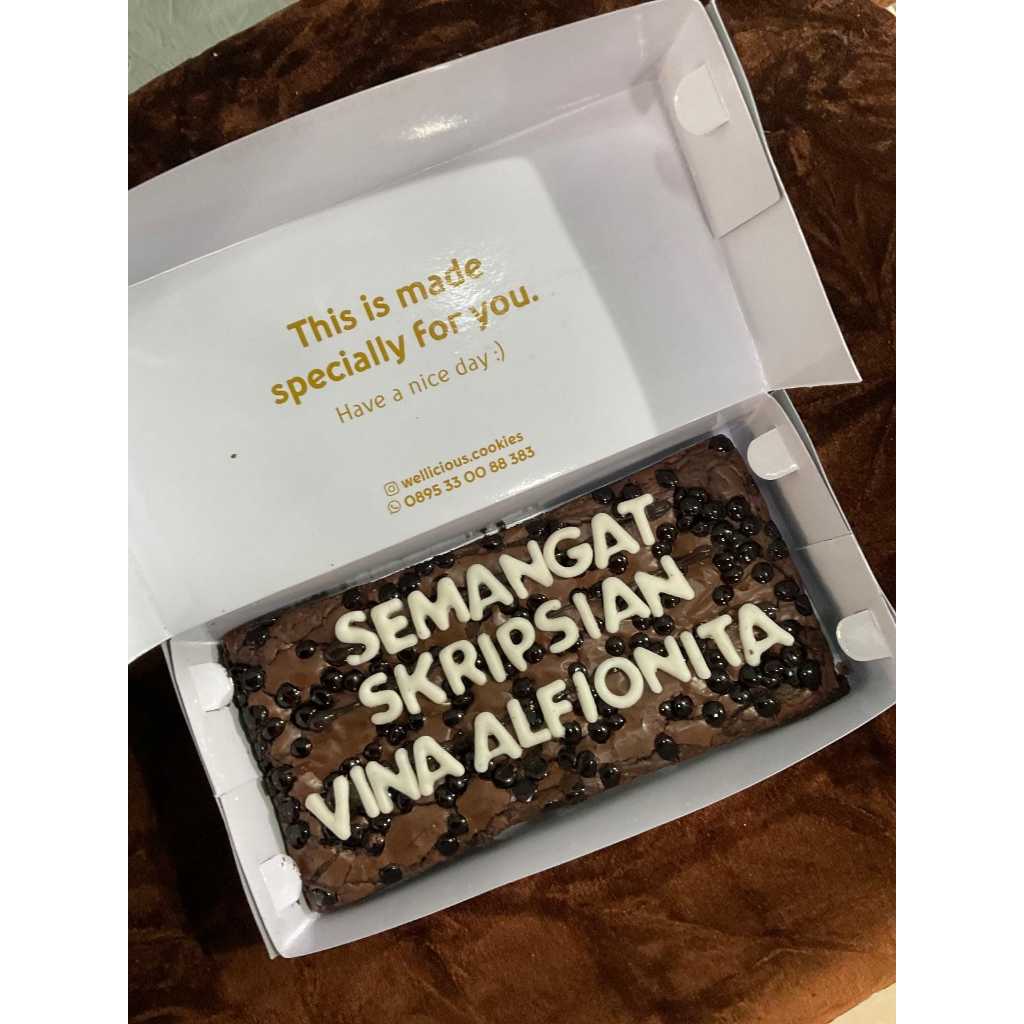 This is made
specially for you.
Have a nice day :)
wellicious.cookies
0895 33 00 88 383
SEMANGAT
SKRIPSIAN
VINA ALFIONITA